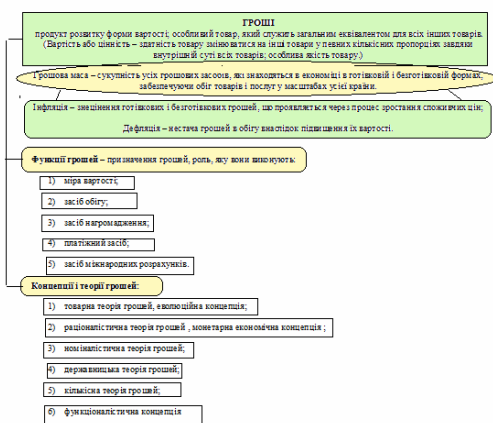 ГРОШІ
продукт розвитку форми вартості; особливий товар, який служить загальним еквівалентом для всіх інших товарів.
(Вартість або цінність – здатність товару змінюватися на інші товари у певних кількісних пропорціях завдяки
внутрішній суті всіх товарів; особлива якість товару.)
Грошова маса – сукупність усіх грошових засобів, які знаходяться в економіці в готівковій і безготівковій формах,
забезпечуючи обіг товарів і послуг у масштабах усієї країни.
Інфляція – знецінення готівкових і безготівкових грошей, що проявляється через процес зростання споживчих цін;
Дефляція – нестача грошей в обігу внаслідок підвищення їх вартості.
Функції грошей – призначення грошей, роль, яку вони виконують:
1) міра вартості;
2) засіб обігу;
3) засіб нагромадження;
4) платіжний засіб;
5) засіб міжнародних розрахунків.
Концепції і теорії грошей:
1) товарна теорія грошей, еволюційна концепція;
2) раціоналістична теорія грошей , монетарна економічна концепція ;
3) номіналістична теорія грошей;
4) державницька теорія грошей;
5) кількісна теорія грошей;
6) функціоналістична концепція